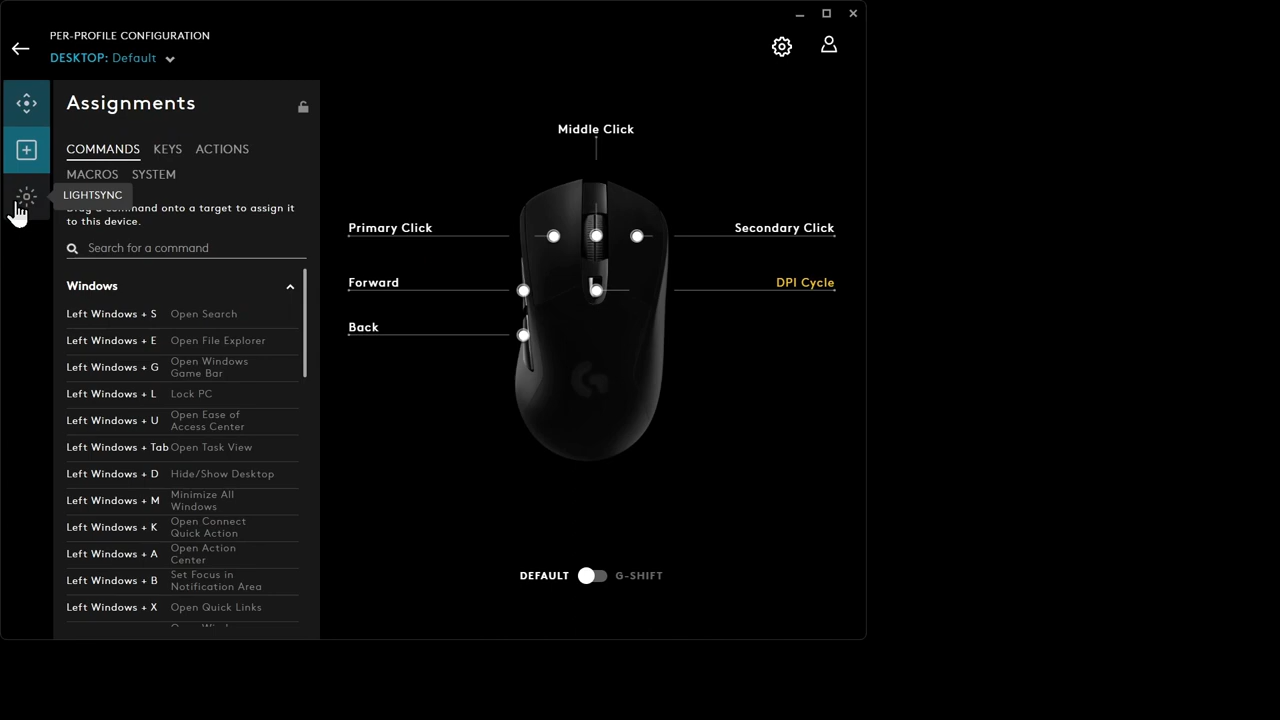 PER-PROFILE CONFIGURATION
DESKTOP: Default
Assignments
COMMANDS KEYS ACTIONS
MACROS SYSTEM
LIGHTSYNC
Drag a command onto a target to assign it
to this device.
Search for a command
Windows
Left Windows + S Open Search
Left Windows + E Open File Explorer
Left Windows + G Open Windows
Game Bar
Left Windows + L Lock PC
Left Windows + U Open Ease of
Access Center
Left Windows + Tab Open Task View
Left Windows + D Hide/Show Desktop
Left Windows + M Minimize All
Windows
Left Windows + K Open Connect
Quick Action
Left Windows + A Open Action
Center
Left Windows + B Set Focus in
Notification Area
Left Windows + X Open Quick Links
Middle Click
Primary Click
Secondary Click
Forward
DPI Cycle
Back
DEFAULT G-SHIFT